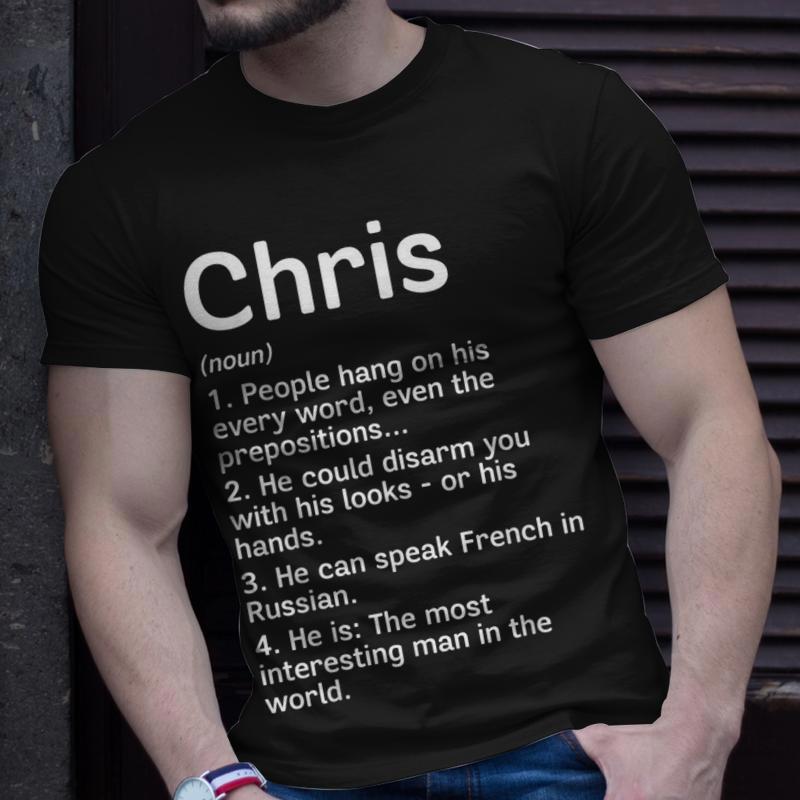 Chris
(noun)
1. People hang on his
every word, even the
prepositions...
2. He could disarm you
with his looks - or his
hands.
3. He can speak French in
Russian.
4. He is: The most
interesting man in the
world.